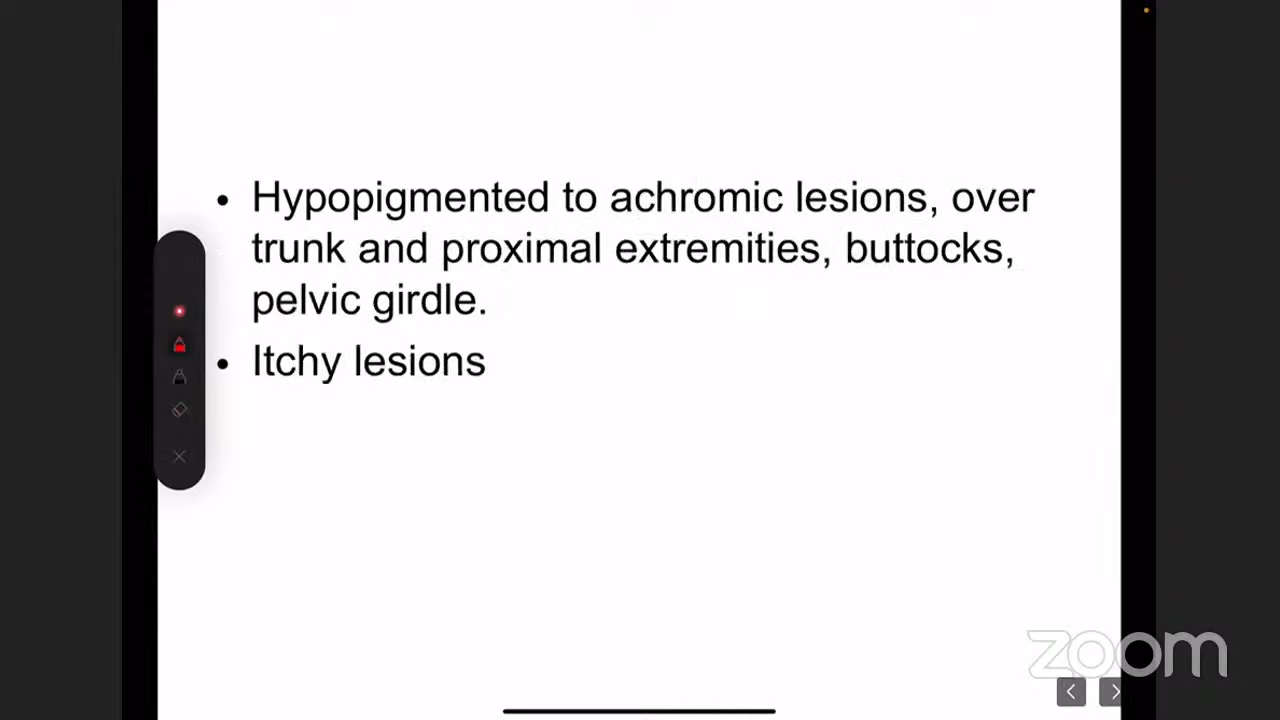 • Hypopigmented to achromic lesions, over
trunk and proximal extremities, buttocks,
pelvic girdle.
• Itchy lesions
zoom